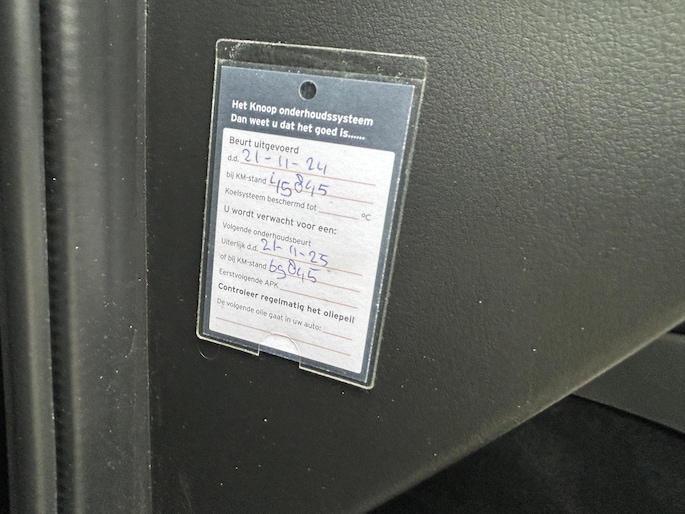 Het Knoop onderhoudssysteem
Dan weet u dat het goed is......
Beurt uitgevoerd
d.d. 21-11-24
bij KM-stand 45845
Koelsysteem beschermd tot °C
U wordt verwacht voor een:
Volgende onderhoudsbeurt
Uiterlijk d.d. 21-11-25
of bij KM-stand 65845
Eerstvolgende APK
Controleer regelmatig het oliepeil
De volgende olie gaat in uw auto: